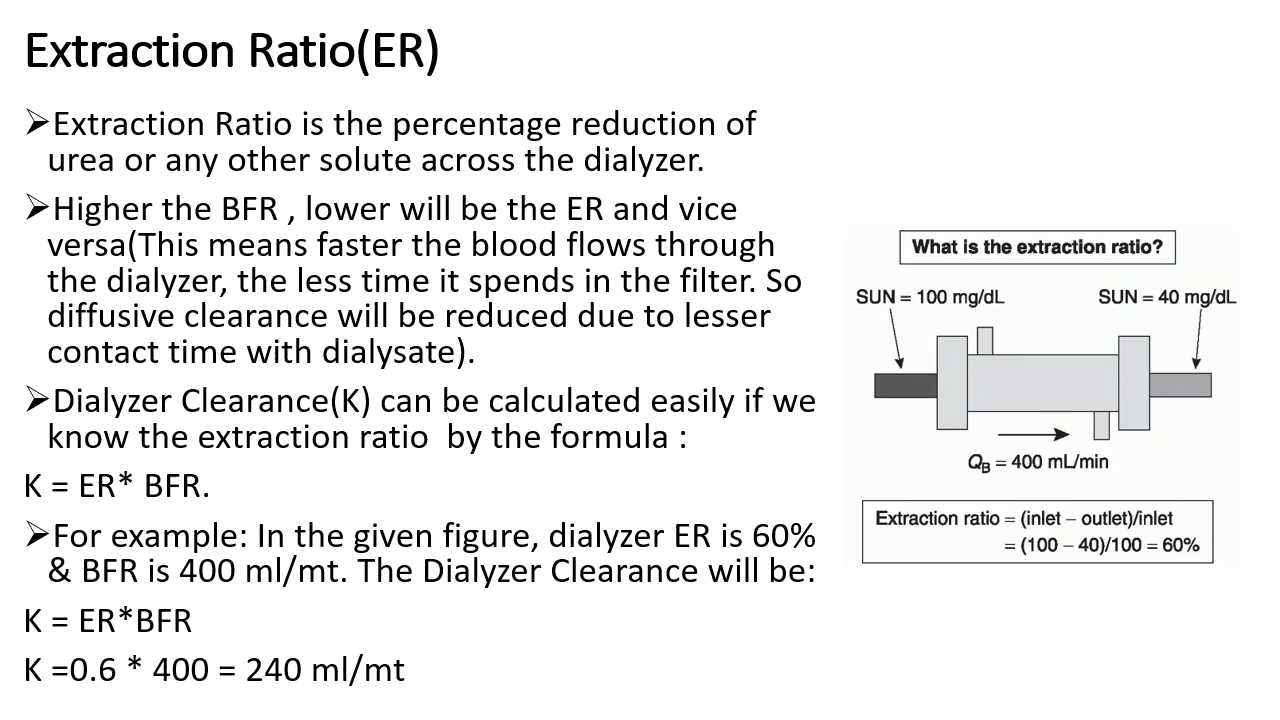 Extraction Ratio(ER)
➢Extraction Ratio is the percentage reduction of
urea or any other solute across the dialyzer.
➢Higher the BFR , lower will be the ER and vice
versa(This means faster the blood flows through
the dialyzer, the less time it spends in the filter. So
diffusive clearance will be reduced due to lesser
contact time with dialysate).
➢Dialyzer Clearance(K) can be calculated easily if we
know the extraction ratio  by the formula :
K = ER* BFR.
➢For example: In the given figure, dialyzer ER is 60%
& BFR is 400 ml/mt. The Dialyzer Clearance will be:
K = ER*BFR
K =0.6 * 400 = 240 ml/mt
What is the extraction ratio?
SUN = 100 mg/dL
SUN = 40 mg/dL
QB = 400 mL/min
Extraction ratio = (inlet – outlet)/inlet
= (100 – 40)/100 = 60%